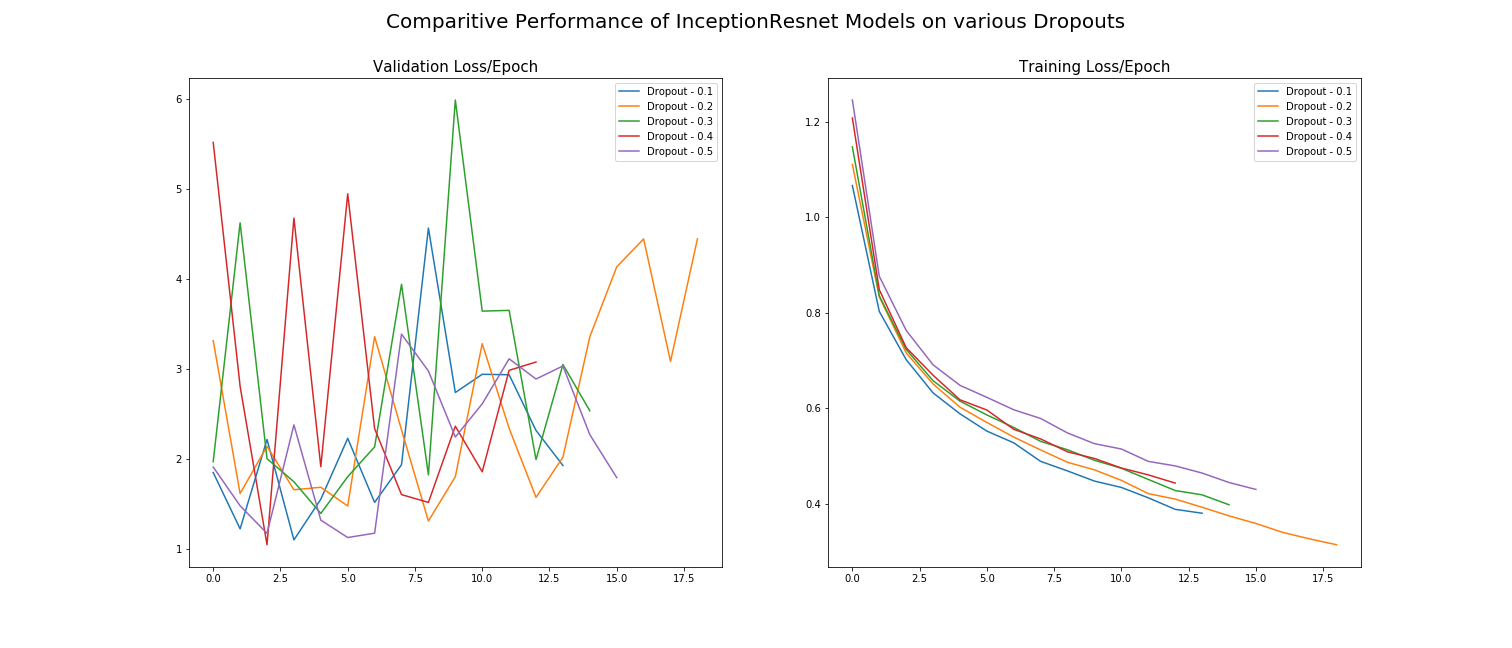 Comparitive Performance of InceptionResnet Models on various Dropouts
Validation Loss/Epoch
Dropout - 0.1
Dropout - 0.2
Dropout - 0.3
Dropout - 0.4
Dropout - 0.5
6
5
4
3
2
1
0.0 2.5 5.0 7.5 10.0 12.5 15.0 17.5
Training Loss/Epoch
Dropout - 0.1
Dropout - 0.2
Dropout - 0.3
Dropout - 0.4
Dropout - 0.5
1.2
1.0
0.8
0.6
0.4
0.0 2.5 5.0 7.5 10.0 12.5 15.0 17.5